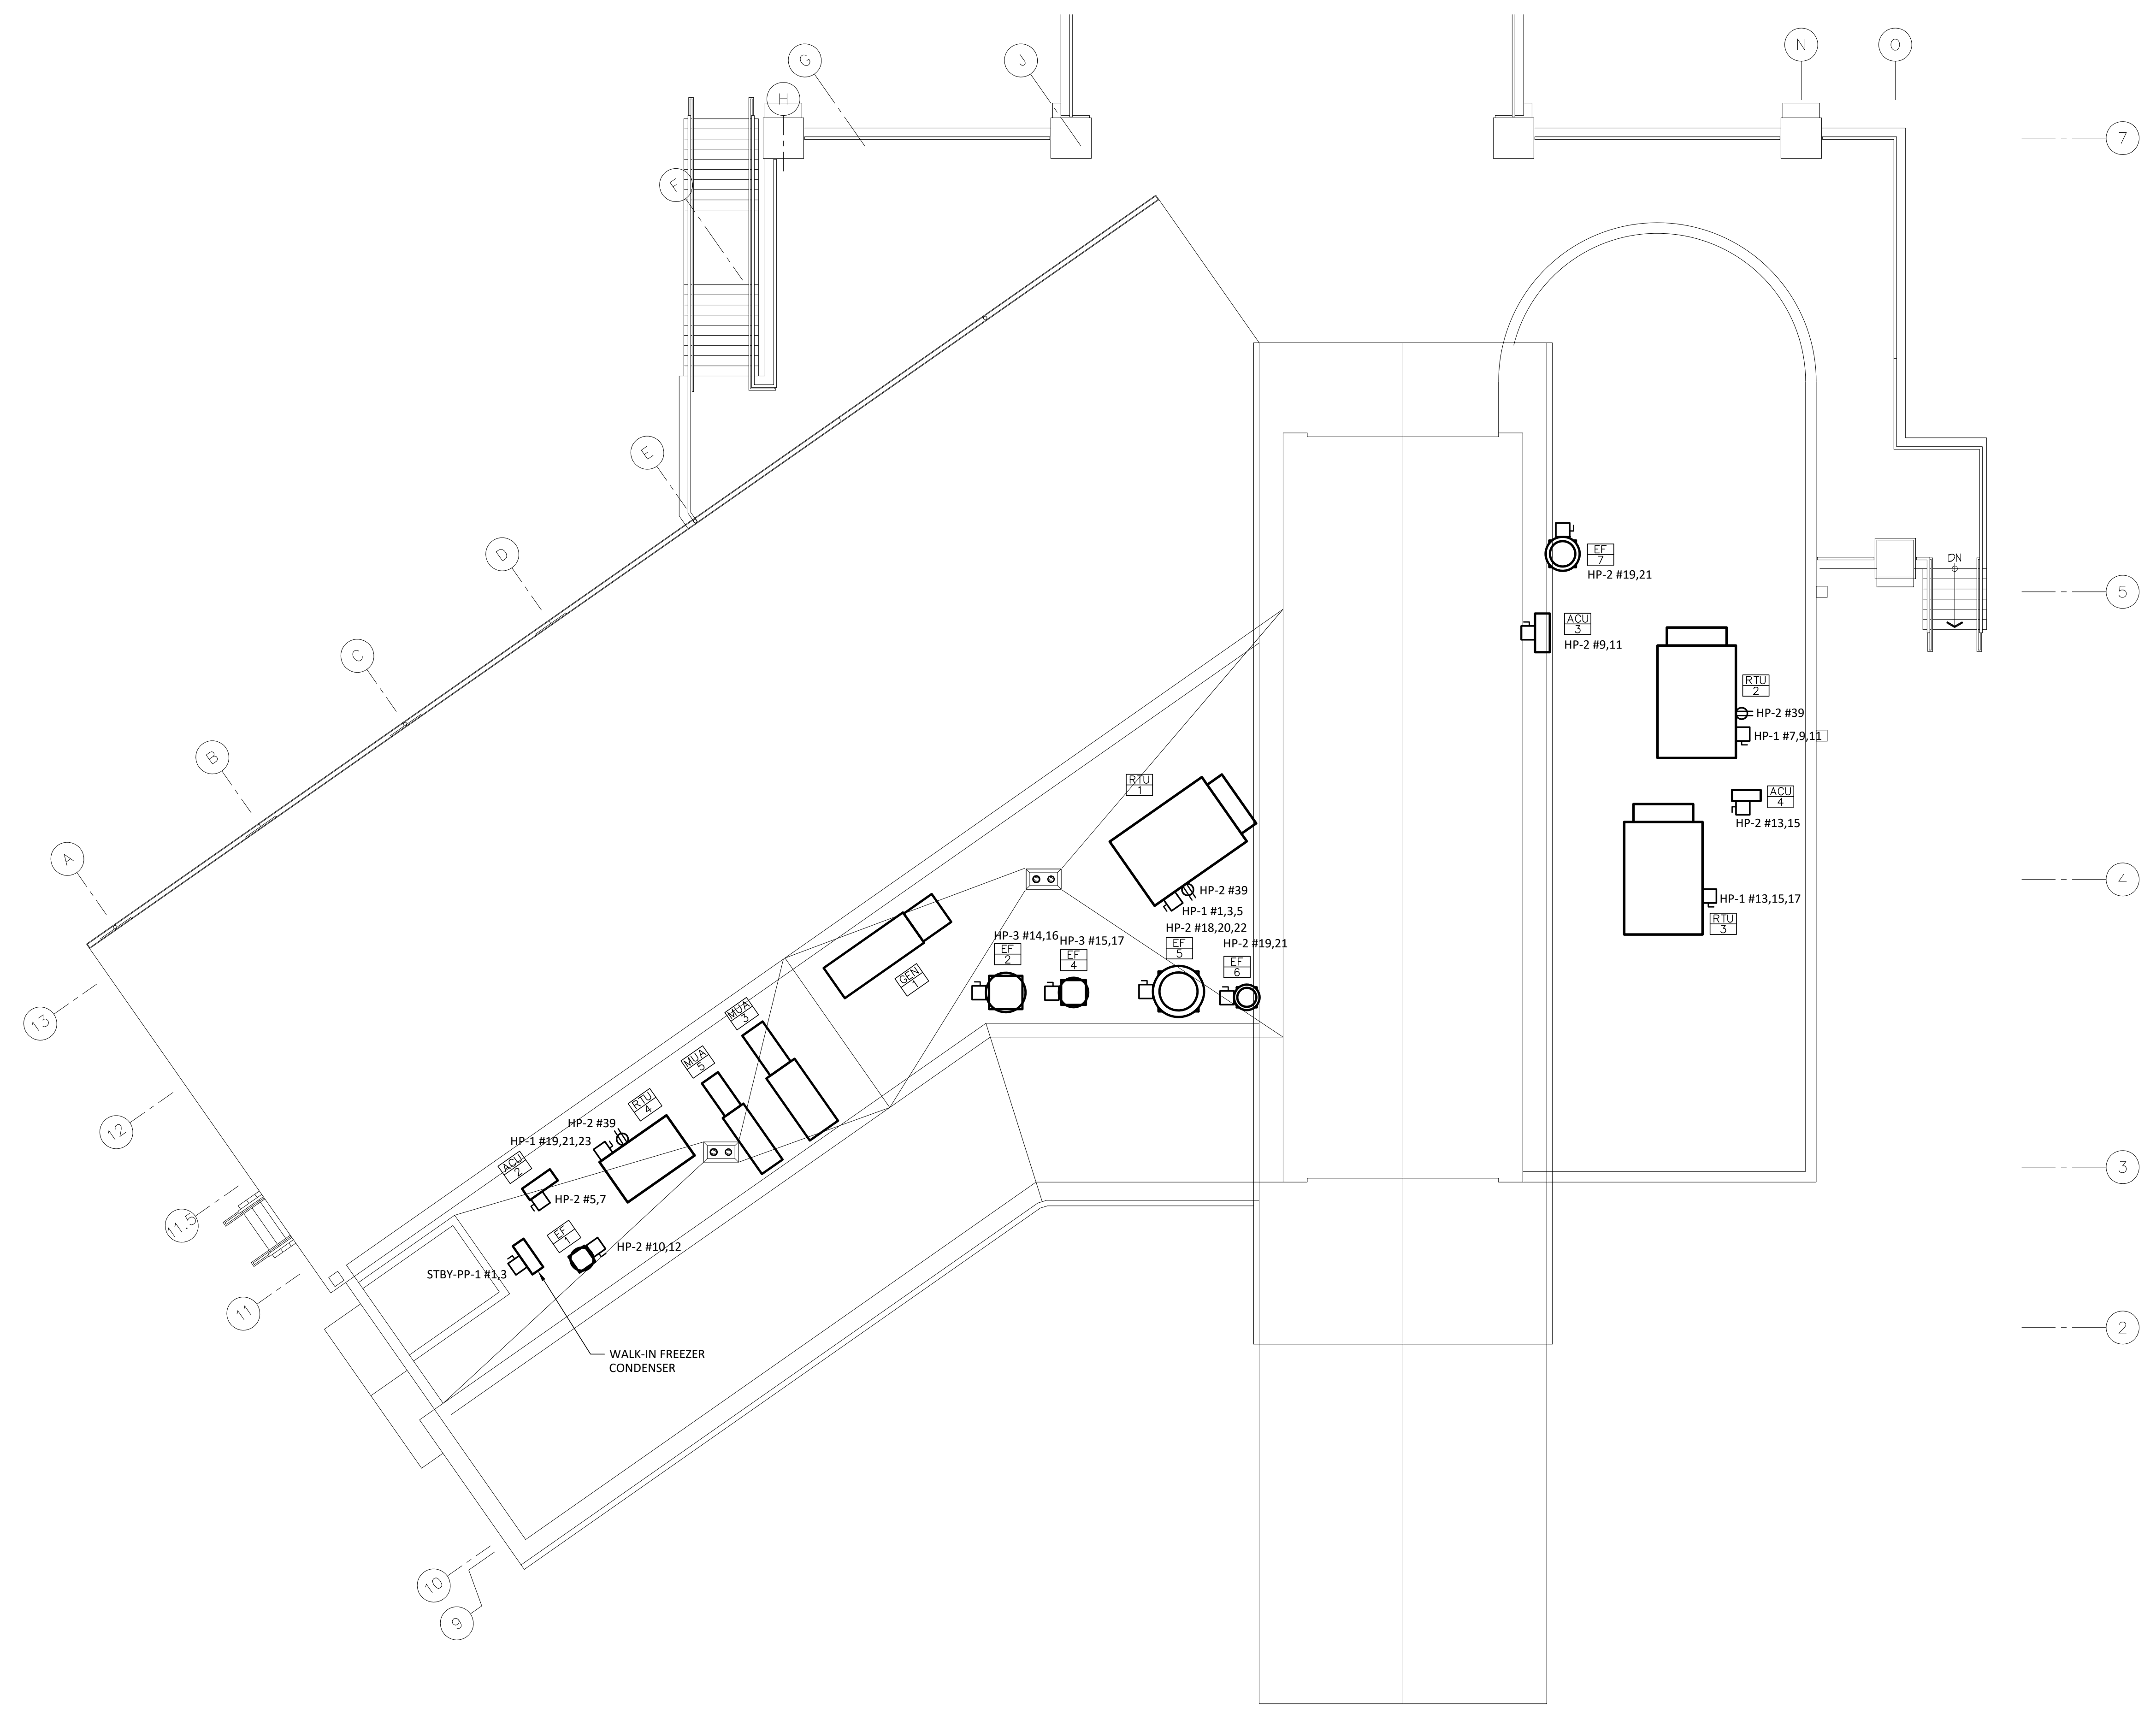 N
O
G
J
H
7
F
E
D
C
B
A
EF
7
HP-2 #19,21
DN
5
ACU
3
HP-2 #9,11
RTU
2
HP-2 #39
HP-1 #7,9,11
RTU
1
ACU
4
HP-2 #13,15
4
HP-2 #39
HP-1 #1,3,5
HP-1 #13,15,17
RTU
3
HP-3 #14,16
EF
2
HP-3 #15,17
EF
4
HP-2 #18,20,22
EF
5
HP-2 #19,21
EF
6
GEN
1
MUA
3
MUA
5
RTU
4
HP-2 #39
HP-1 #19,21,23
ACU
2
HP-2 #5,7
EF
1
HP-2 #10,12
STBY-PP-1 #1,3
WALK-IN FREEZER
CONDENSER
13
12
11.5
11
10
9
3
2